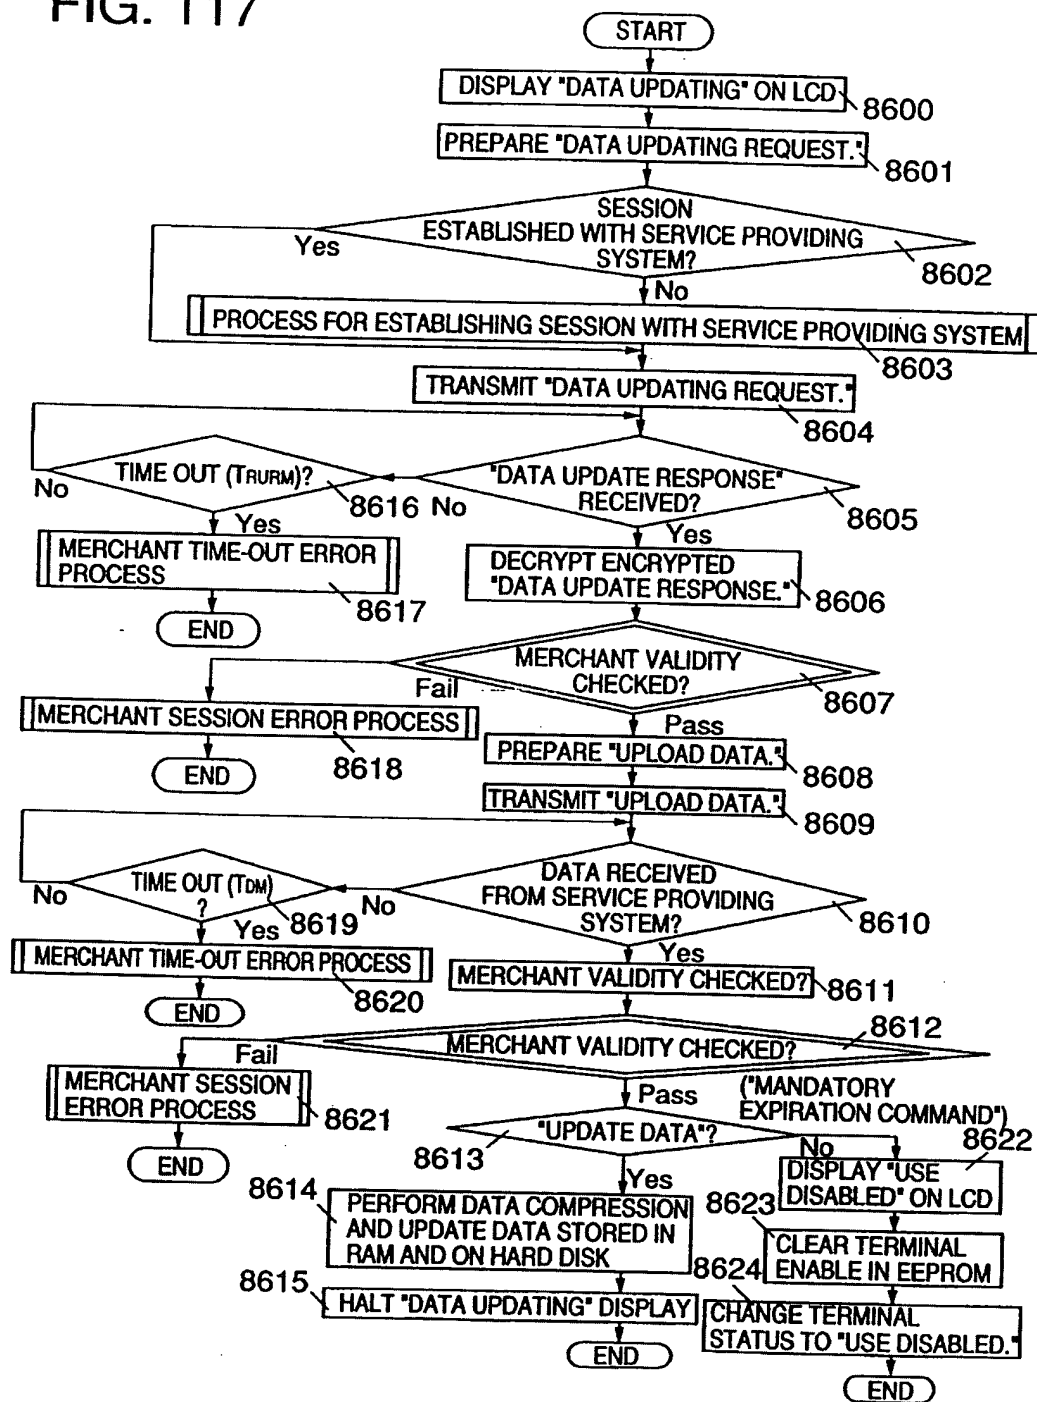 FIG. 117
START
DISPLAY "DATA UPDATING" ON LCD
8600
PREPARE "DATA UPDATING REQUEST."
8601
SESSION
ESTABLISHED WITH SERVICE PROVIDING
SYSTEM?
Yes
8602
No
PROCESS FOR ESTABLISHING SESSION WITH SERVICE PROVIDING SYSTEM
8603
TRANSMIT "DATA UPDATING REQUEST."
8604
TIME OUT (TRURM)?
No
8616
No
"DATA UPDATE RESPONSE"
RECEIVED?
8605
Yes
Yes
MERCHANT TIME-OUT ERROR
PROCESS
8617
END
DECRYPT ENCRYPTED
"DATA UPDATE RESPONSE."
8606
MERCHANT VALIDITY
CHECKED?
Fail
8607
Pass
MERCHANT SESSION ERROR PROCESS
8618
END
PREPARE "UPLOAD DATA."
8608
TRANSMIT "UPLOAD DATA."
8609
TIME OUT (TDM)
?
No
8619
No
DATA RECEIVED
FROM SERVICE PROVIDING
SYSTEM?
8610
Yes
Yes
MERCHANT TIME-OUT ERROR PROCESS
8620
END
MERCHANT VALIDITY CHECKED?
8611
8612
MERCHANT VALIDITY CHECKED?
Fail
Pass
MERCHANT SESSION
ERROR PROCESS
8621
END
("MANDATORY
EXPIRATION COMMAND")
"UPDATE DATA"?
8613
No
8622
Yes
DISPLAY "USE
DISABLED" ON LCD
8614
PERFORM DATA COMPRESSION
AND UPDATE DATA STORED IN
RAM AND ON HARD DISK
8623
CLEAR TERMINAL
ENABLE IN EEPROM
8615
HALT "DATA UPDATING" DISPLAY
END
8624
CHANGE TERMINAL
STATUS TO "USE DISABLED."
END